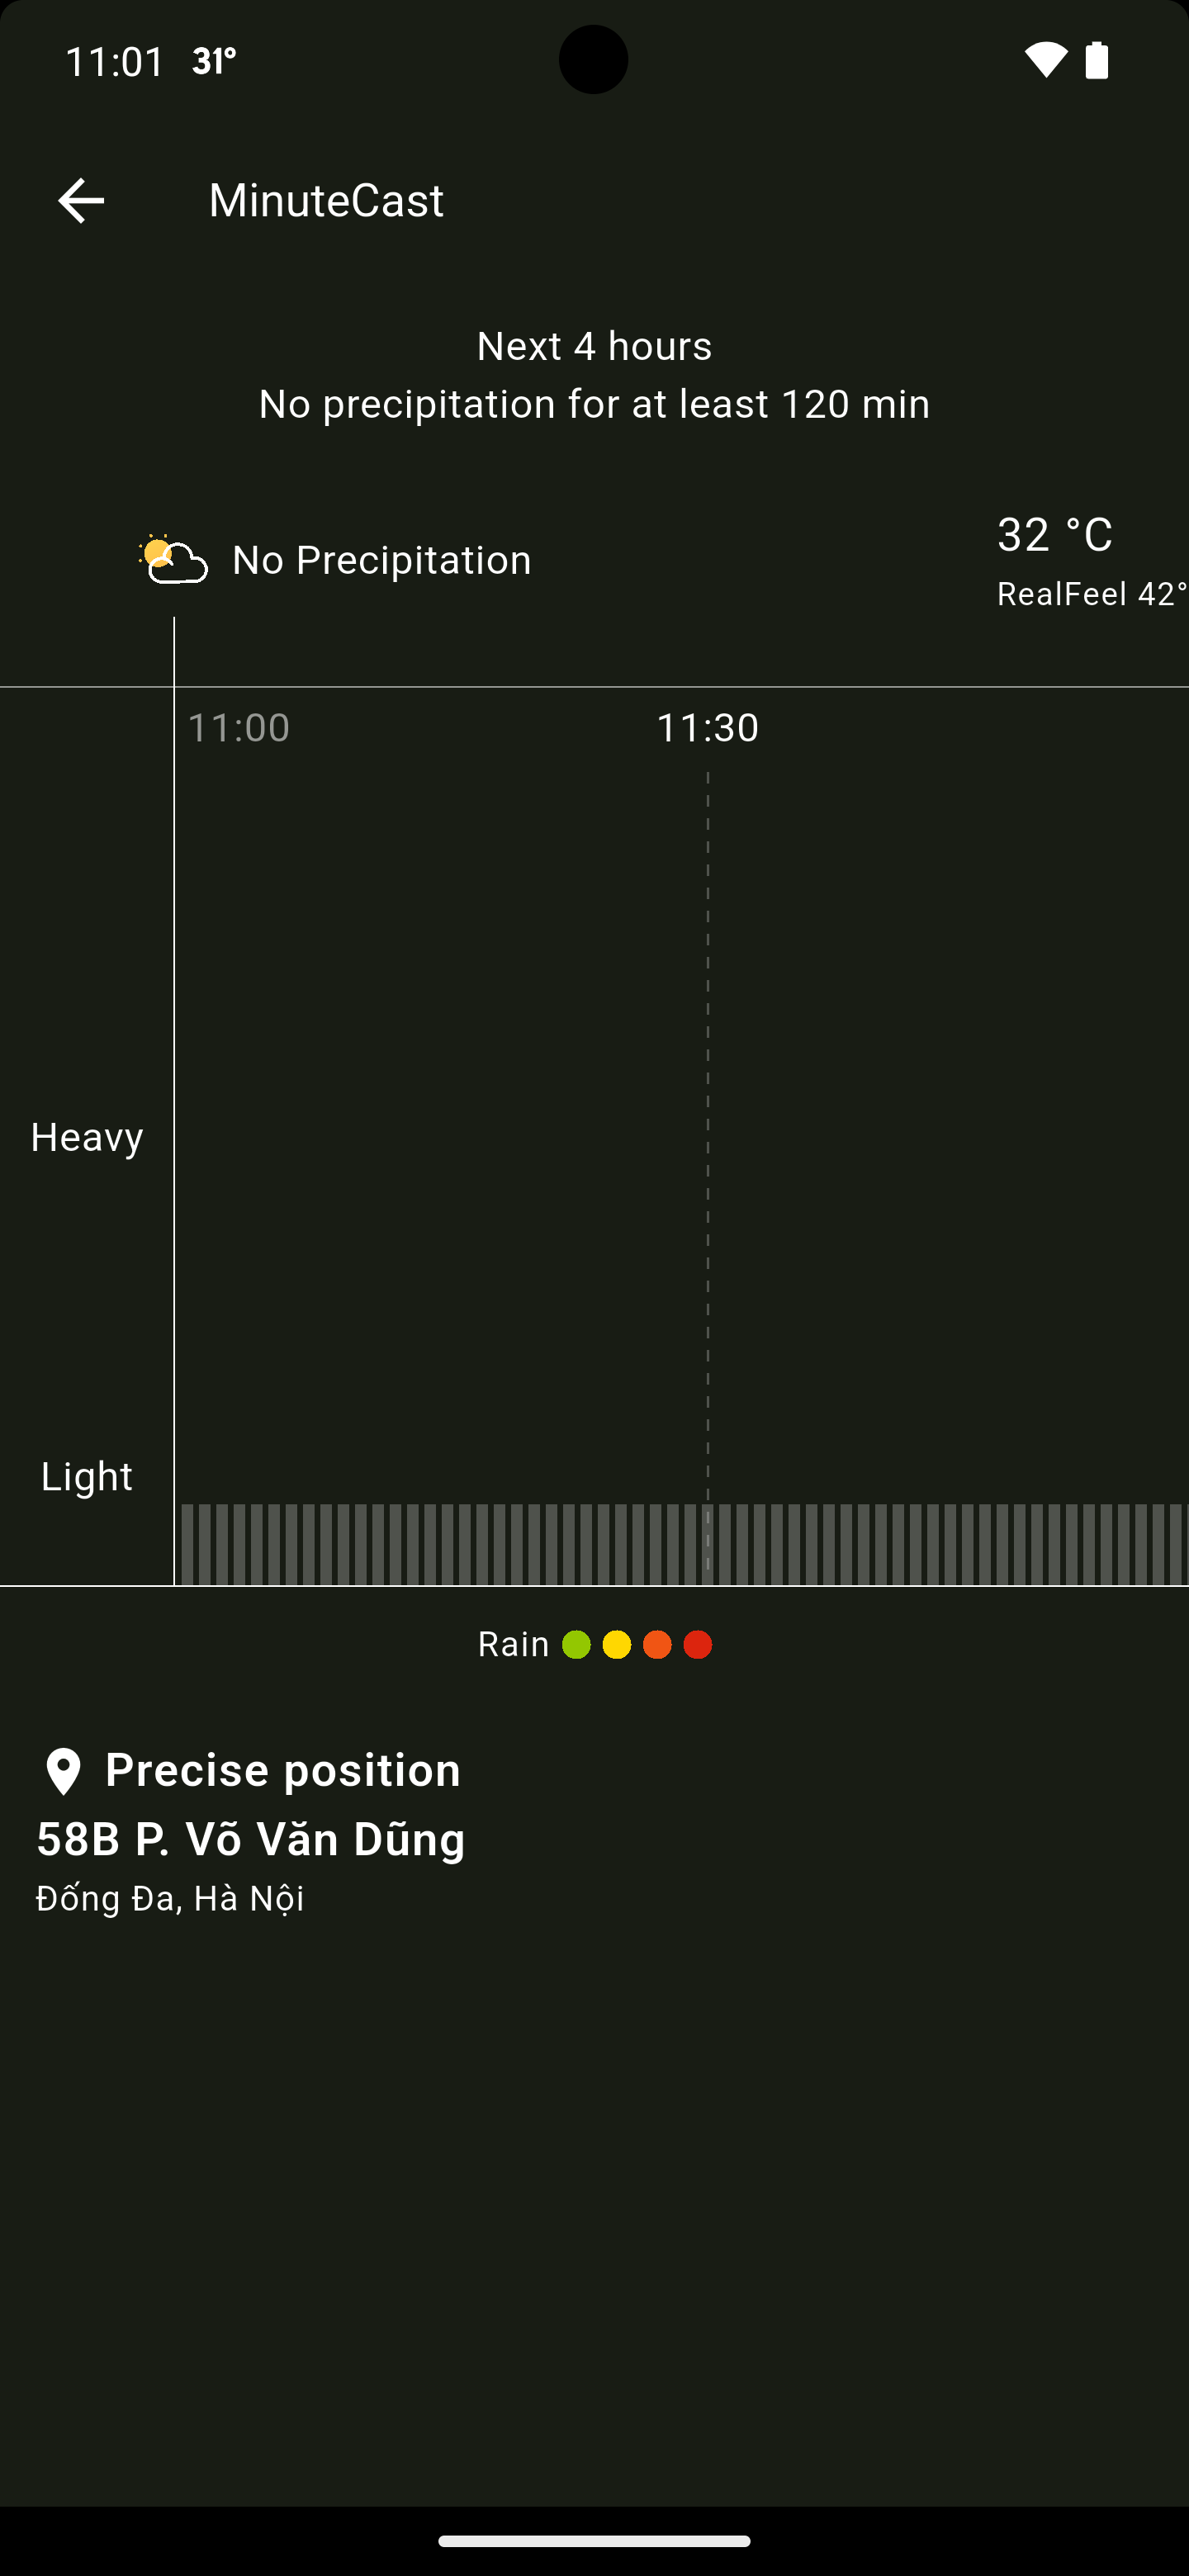 11:01 31°
MinuteCast
Next 4 hours
No precipitation for at least 120 min
No Precipitation
32 °C
RealFeel 42°
11:00
11:30
Heavy
Light
Rain
Precise position
58B P. Võ Văn Dũng
Đống Đa, Hà Nội